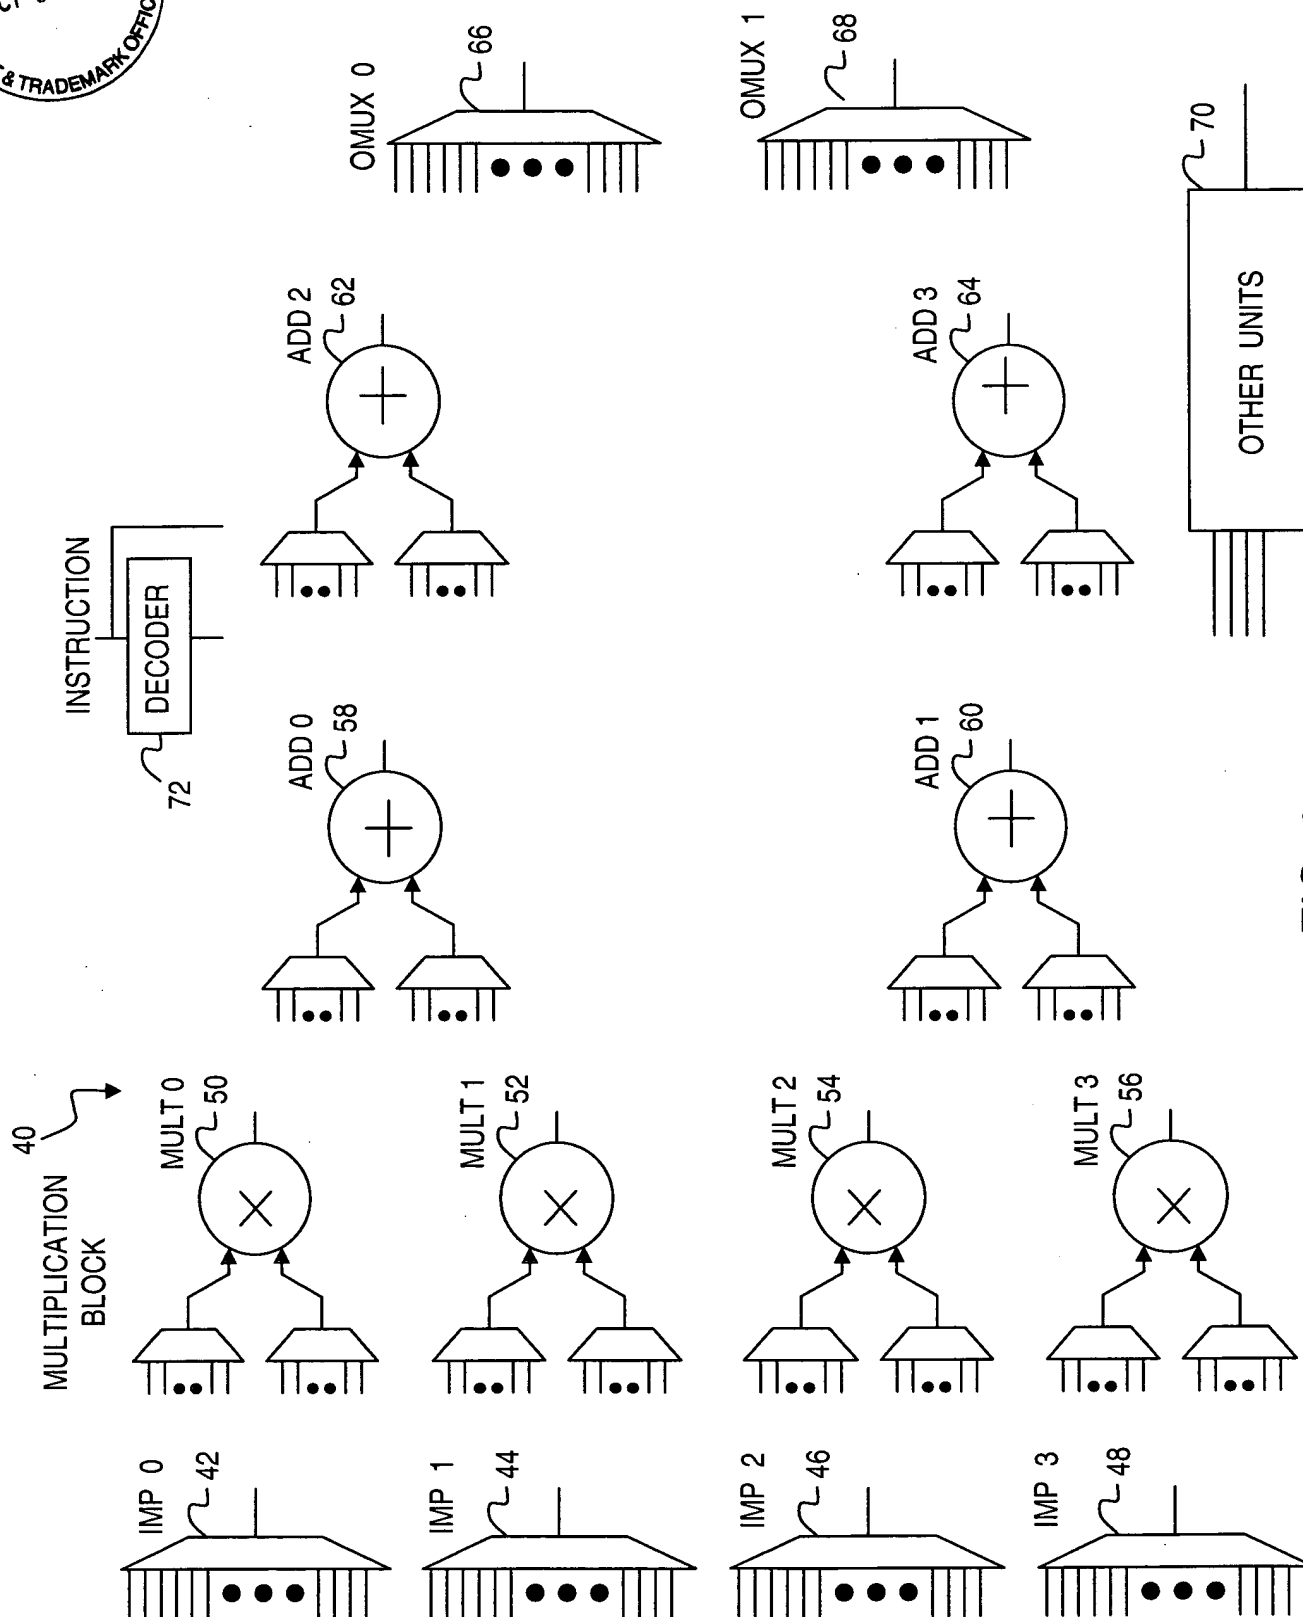 & TRADEMARK OFFIC
MULTIPLICATION
BLOCK
40
INSTRUCTION
DECODER
72
IMP 0
42
IMP 1
44
IMP 2
46
IMP 3
48
MULT 0
50
MULT 1
52
MULT 2
54
MULT 3
56
ADD 0
58
ADD 1
60
ADD 2
62
ADD 3
64
OMUX 0
66
OMUX 1
68
OTHER UNITS
70